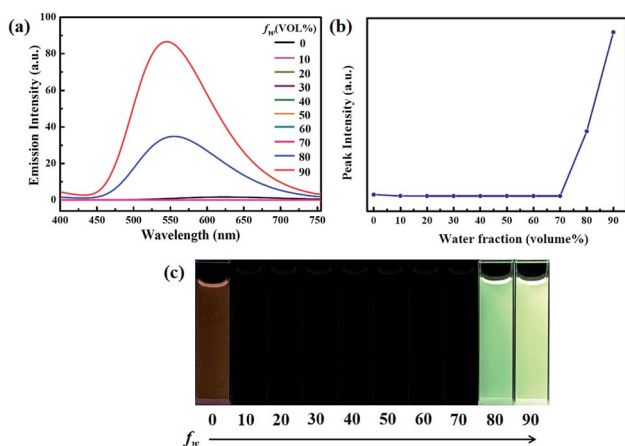 (a)
Emission Intensity (a.u.)
100
80
60
40
20
0
400 450 500 550 600 650 700 750
Wavelength (nm)
fw(VOL%)
0
10
20
30
40
50
60
70
80
90
(b)
Peak Intensity (a.u.)
0 10 20 30 40 50 60 70 80 90
Water fraction (volume%)
(c)
0 10 20 30 40 60 70 80 90
fw